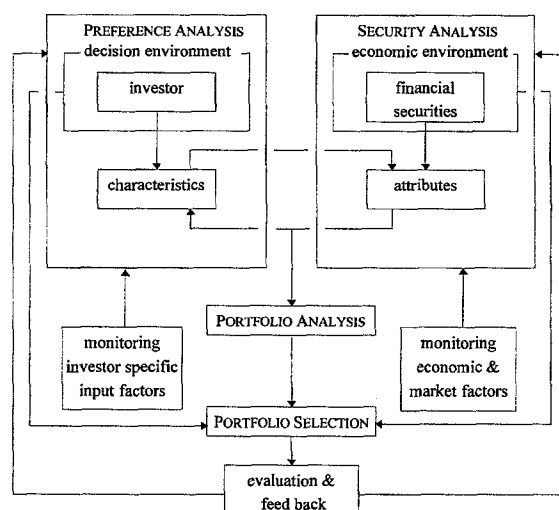 PREFERENCE ANALYSIS
decision environment
investor
characteristics
SECURITY ANALYSIS
economic environment
financial
securities
attributes
PORTFOLIO ANALYSIS
monitoring
investor specific
input factors
monitoring
economic &
market factors
PORTFOLIO SELECTION
evaluation &
feed back